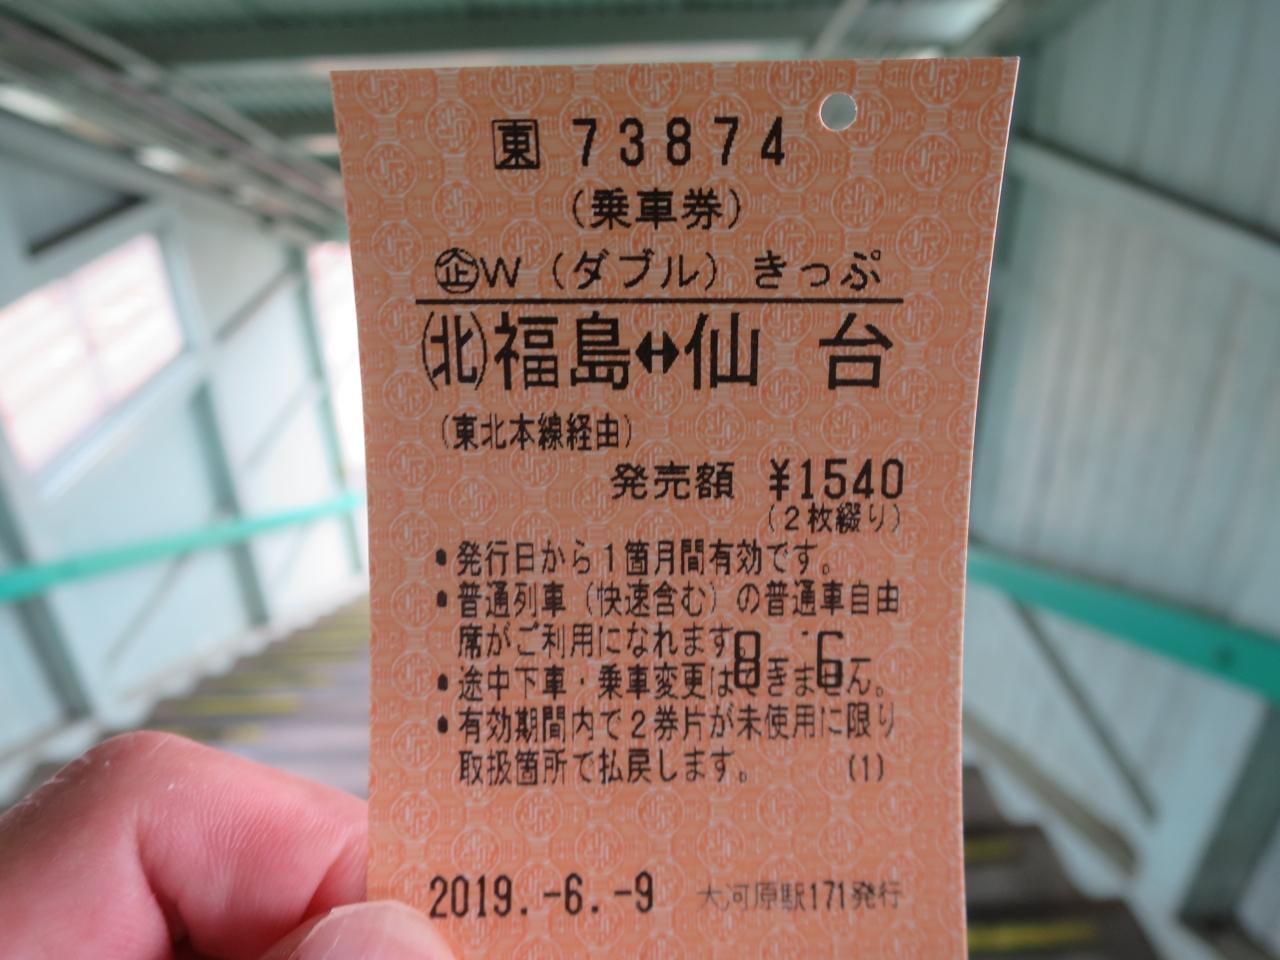 東 73874
(乗車券)
㊭W(ダブル)きっぷ
(北)福島↔仙台
(東北本線経由)
発売額 ¥1540
(2枚綴り)
•発行日から1箇月間有効です。
•普通列車(快速含む)の普通車自由
席がご利用になれます。
8.-6.-
•途中下車・乗車変更はできません。
•有効期間内で2券片が未使用に限り
取扱箇所で払戻します。 (1)
2019.-6.-9 大河原駅171発行